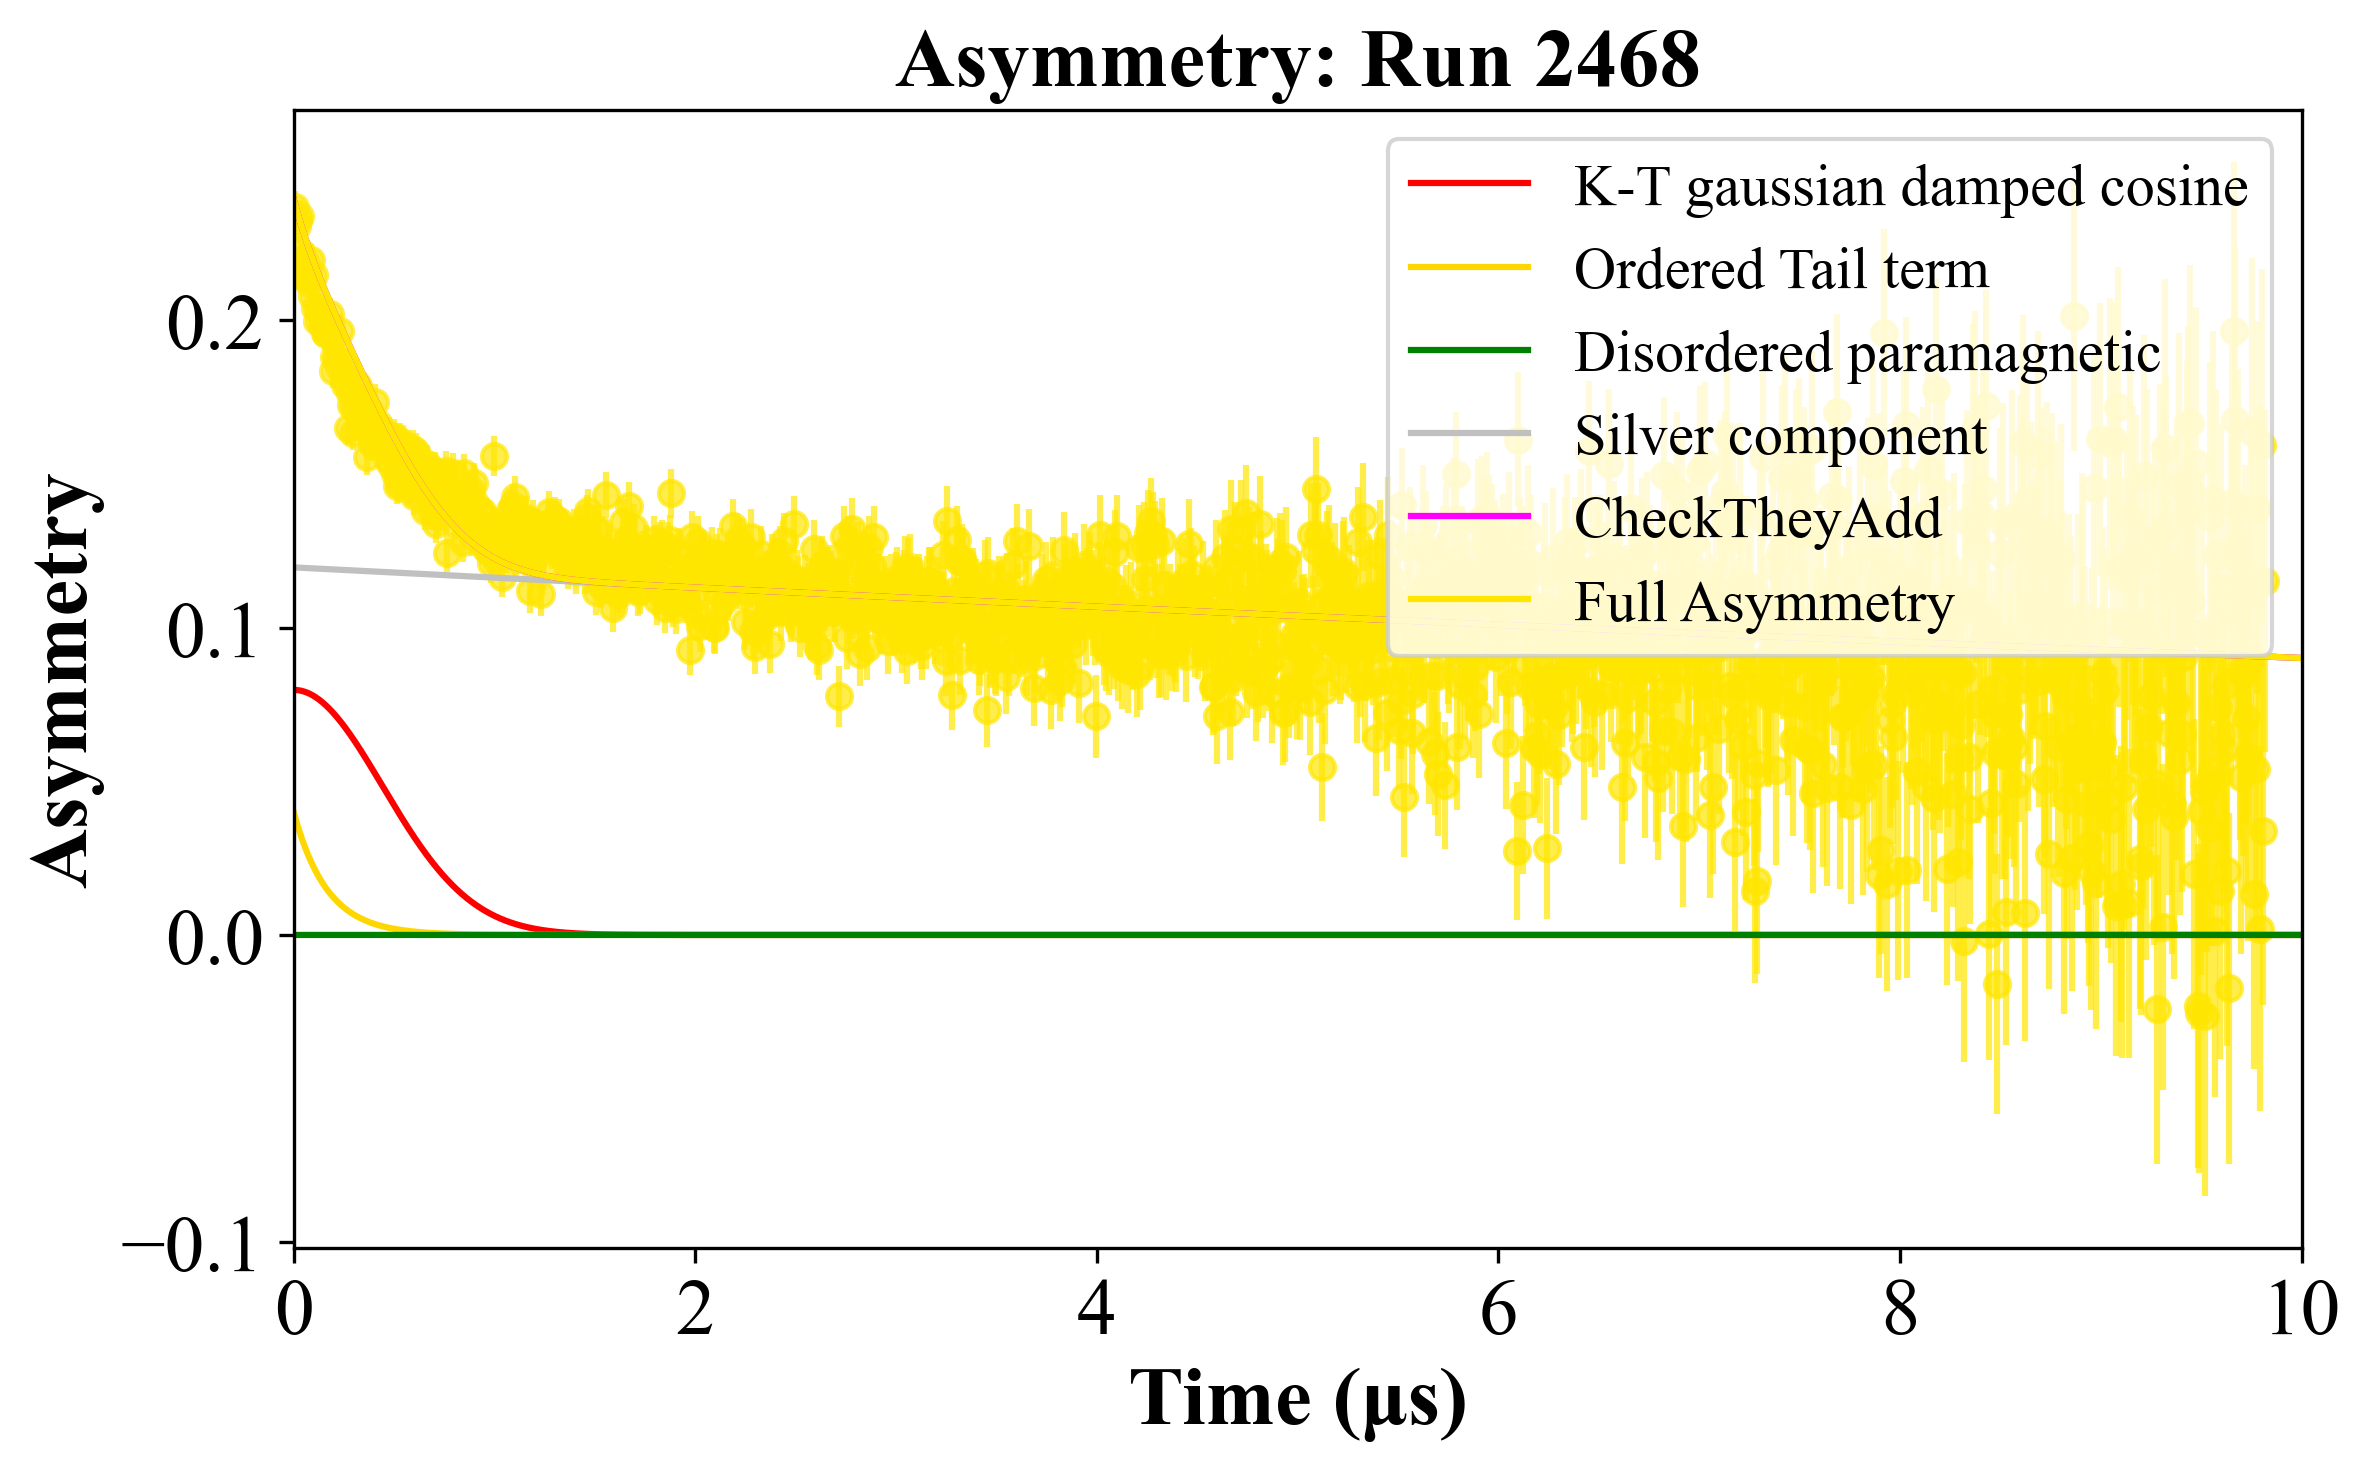 Asymmetry: Run 2468
K-T gaussian damped cosine
Ordered Tail term
Disordered paramagnetic
Silver component
CheckTheyAdd
Full Asymmetry
Asymmetry
0.2
0.1
0.0
−0.1
0 2 4 6 8 10
Time (μs)